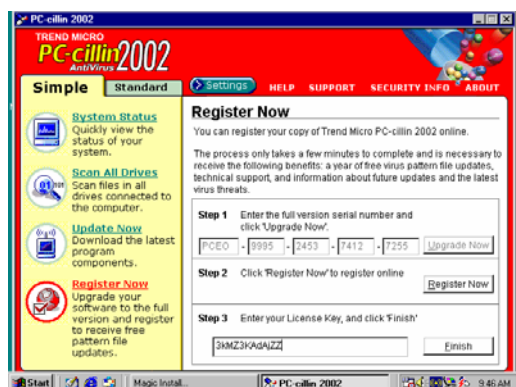 PC-cillin 2002
TREND MICRO
PC-cillin 2002
AntiVirus
Simple
Standard
Settings
HELP
SUPPORT
SECURITY INFO
ABOUT
System Status
Quickly view the
status of your
system.
Scan All Drives
Scan files in all
drives connected to
the computer.
Update Now
Download the latest
program
components.
Register Now
Upgrade your
software to the full
version and register
to receive free
pattern file
updates.
Register Now
You can register your copy of Trend Micro PC-cillin 2002 online.
The process only takes a few minutes to complete and is necessary to
receive the following benefits: a year of free virus pattern file updates,
technical support, and information about future updates and the latest
virus threats.
Step 1 Enter the full version serial number and
click 'Upgrade Now'.
PCEO - 9995 - 2453 - 7412 - 7255 Upgrade Now
Step 2 Click 'Register Now' to register online
Register Now
Step 3 Enter your License Key, and click 'Finish'
3kMZ3KAdAjZZ
Finish
Start
Magic Instal...
PC-cillin 2002
9:46 AM